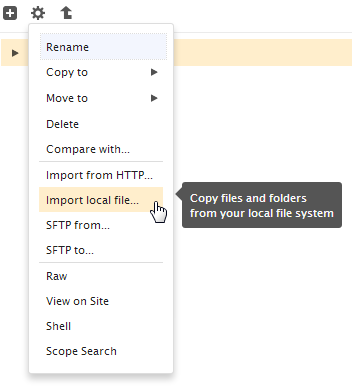 Rename
Copy to
Move to
Delete
Compare with...
Import from HTTP...
Import local file...
Copy files and folders
from your local file system
SFTP from...
SFTP to...
Raw
View on Site
Shell
Scope Search